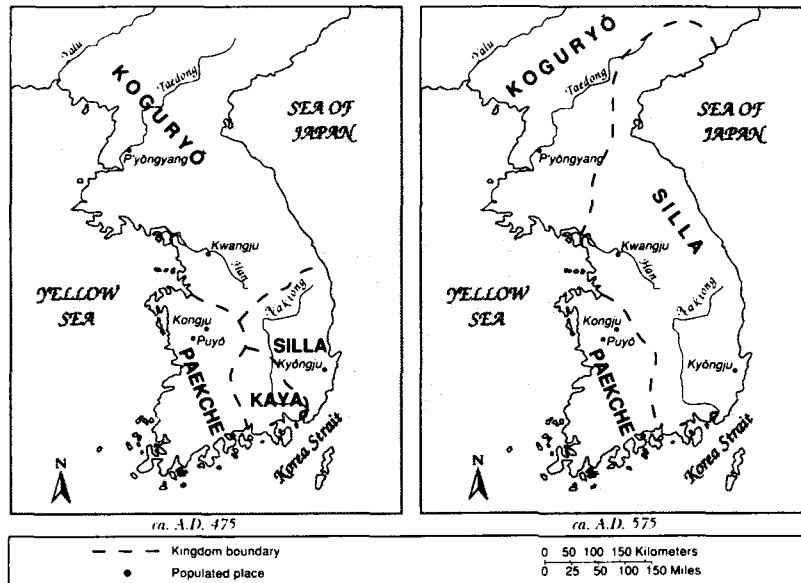 Yalu
KOGURYŎ
Taedong
SEA OF
JAPAN
P'yŏngyang
Kwangju
Han
YELLOW
SEA
Naktong
Kongju
Puyŏ
SILLA
Kyŏngju
PAEKCHE
KAYA
Korea Strait
N
ca. A.D. 475
Yalu
KOGURYŎ
Taedong
SEA OF
JAPAN
P'yŏngyang
SILLA
Kwangju
Han
YELLOW
SEA
Naktong
Kongju
Puyŏ
Kyŏngju
PAEKCHE
Korea Strait
N
ca. A.D. 575
Kingdom boundary
Populated place
0 50 100 150 Kilometers
0 25 50 100 150 Miles